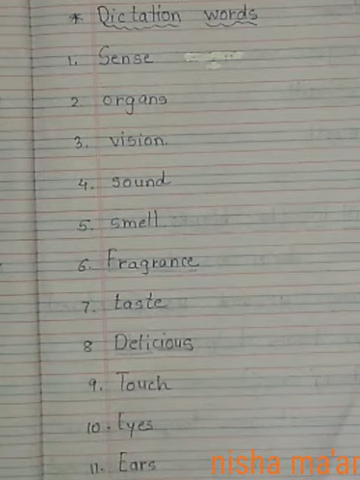 * Dictation words
1. Sense
2 organs
3. vision.
4. sound
5. smell
6. Fragrance
7. taste
8 Delicious
9. Touch
10. Eyes
11. Ears
nisha ma'am